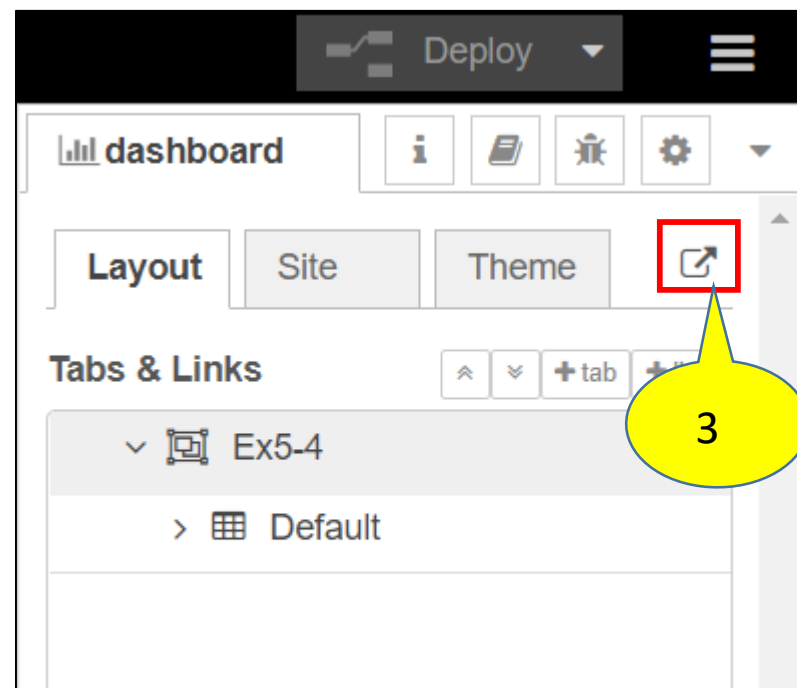 Deploy
dashboard
Layout Site Theme
Tabs & Links +tab
3
Ex5-4
Default